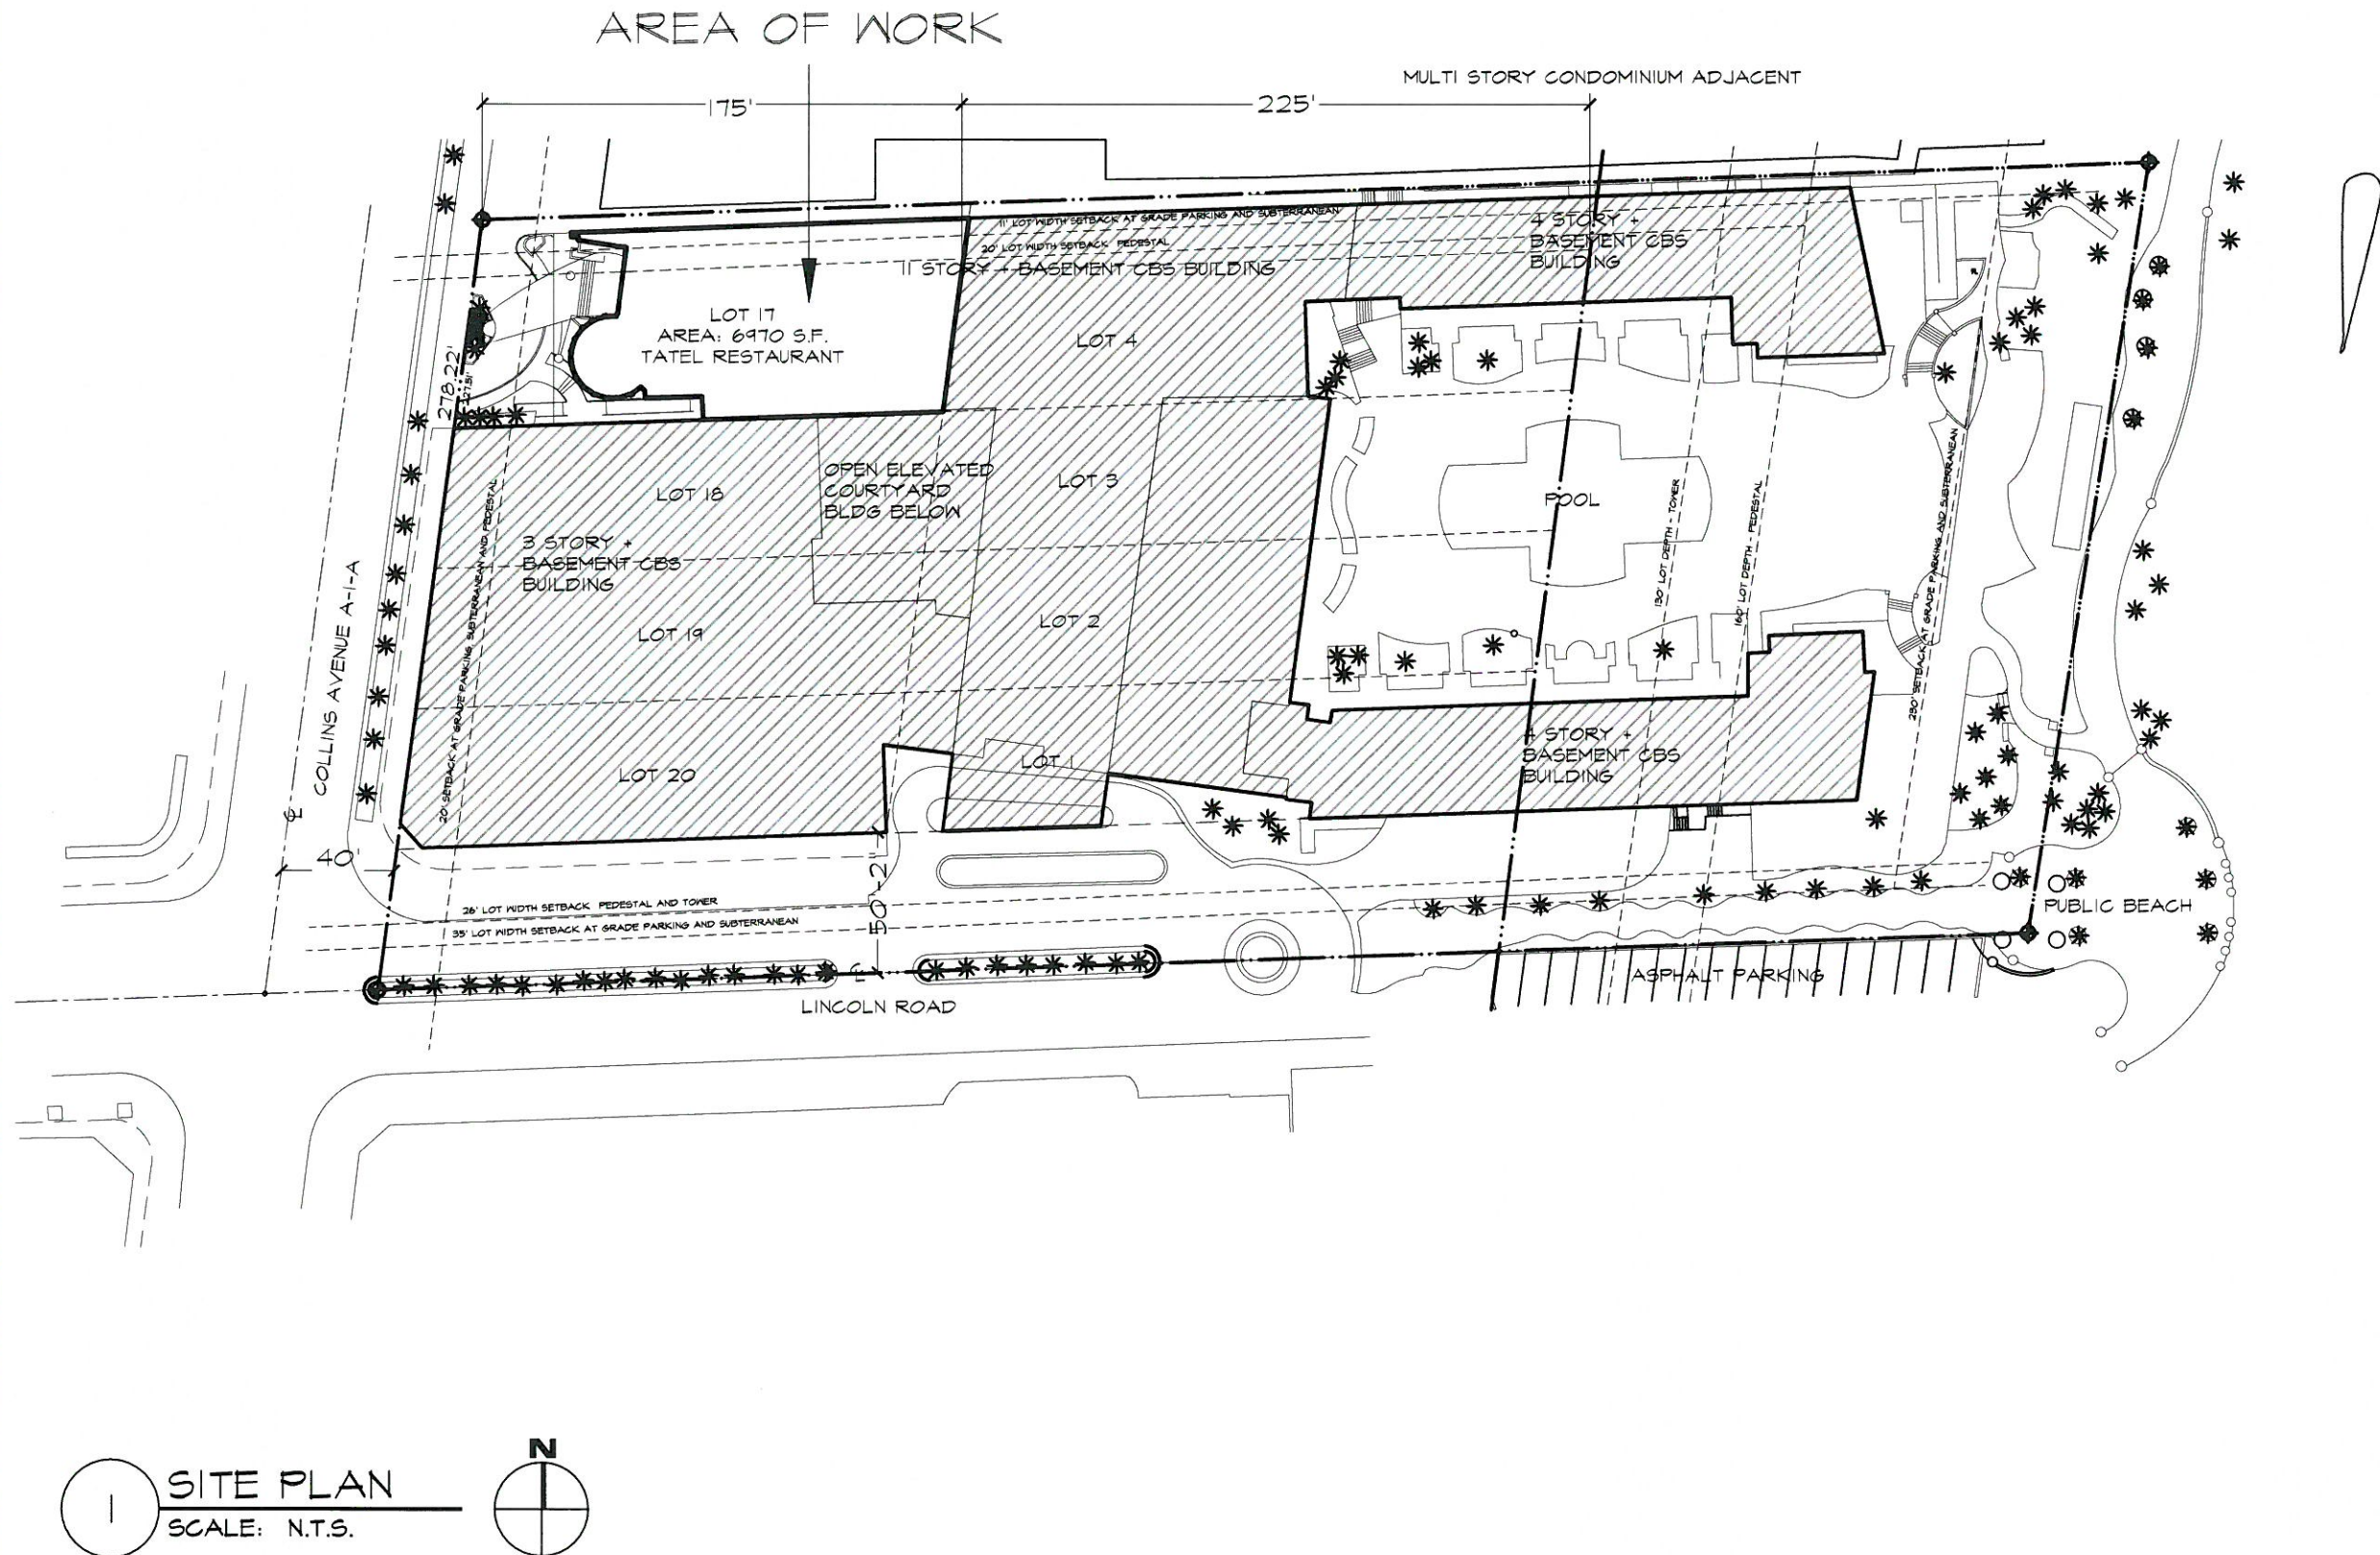 AREA OF WORK
MULTI STORY CONDOMINIUM ADJACENT
175'
225'
11' LOT WIDTH SETBACK AT GRADE PARKING AND SUBTERRANEAN
20' LOT WIDTH SETBACK PEDESTAL
11 STORY + BASEMENT CBS BUILDING
4 STORY +
BASEMENT CBS
BUILDING
LOT 17
AREA: 6970 S.F.
TATEL RESTAURANT
LOT 4
278.22'
LOT 18
OPEN ELEVATED
COURTYARD
BLDG BELOW
LOT 3
POOL
3 STORY +
BASEMENT CBS
BUILDING
LOT 19
LOT 2
130' LOT DEPTH - TOWER
160' LOT DEPTH - PEDESTAL
230' SETBACK AT GRADE PARKING AND SUBTERRANEAN
20' SETBACK AT GRADE PARKING, SUBTERRANEAN AND PEDESTAL
COLLINS AVENUE A-1-A
LOT 20
LOT 1
4 STORY +
BASEMENT CBS
BUILDING
40'
50'-2"
26' LOT WIDTH SETBACK PEDESTAL AND TOWER
35' LOT WIDTH SETBACK AT GRADE PARKING AND SUBTERRANEAN
PUBLIC BEACH
ASPHALT PARKING
LINCOLN ROAD
N
1
SITE PLAN
SCALE: N.T.S.